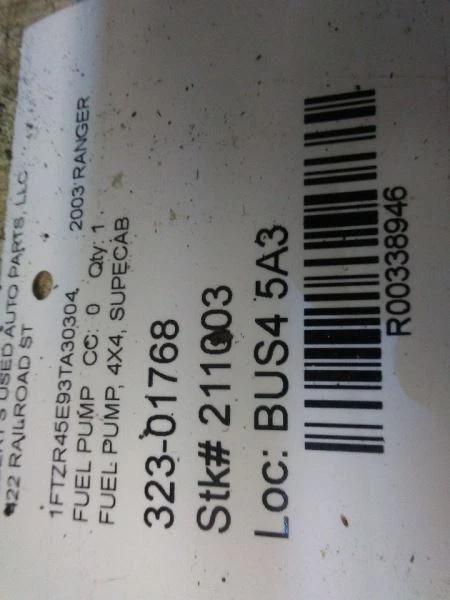 USED AUTO PARTS, LLC
422 RAILROAD ST
1FTZR45E93TA30304 2003 RANGER
FUEL PUMP CC: 0 Qty: 1
FUEL PUMP, 4X4, SUPECAB
323-01768
Stk# 211003
Loc: BUS4 5A3
R00338946